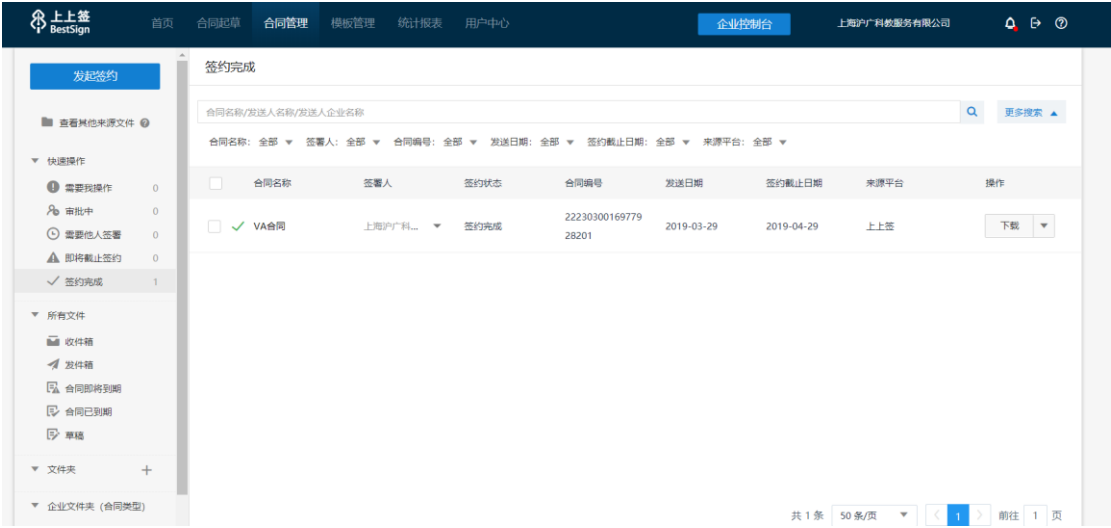 上上签 首页 合同起草 合同管理 模板管理 统计报表 用户中心 企业控制台 上海沪广科教服务有限公司
BestSign
发起签约
查看其他来源文件
快速操作
需要我操作 0
审批中 0
需要他人签署 0
即将截止签约 0
签约完成 1
所有文件
收件箱
发件箱
合同即将到期
合同已到期
草稿
文件夹 +
企业文件夹 (合同类型)
签约完成
合同名称/发送人名称/发送人企业名称 更多搜索
合同名称: 全部 签署人: 全部 合同编号: 全部 发送日期: 全部 签约截止日期: 全部 来源平台: 全部
合同名称 签署人 签约状态 合同编号 发送日期 签约截止日期 来源平台 操作
VA合同 上海沪广科... 签约完成 22230300169779 2019-03-29 2019-04-29 上上签 下载
28201
共 1 条 50 条/页 < 1 > 前往 1 页